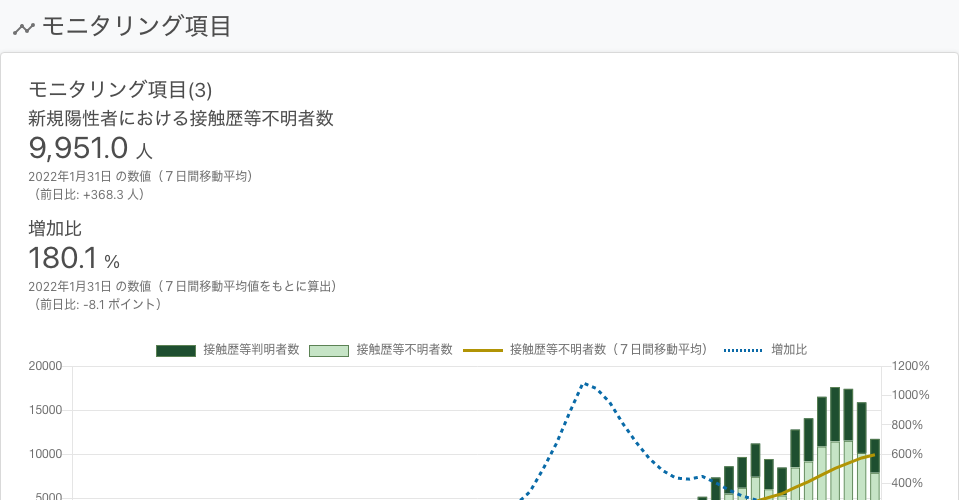 モニタリング項目
モニタリング項目(3)
新規陽性者における接触歴等不明者数
9,951.0 人
2022年1月31日 の数値（７日間移動平均）
（前日比: +368.3 人）
増加比
180.1 %
2022年1月31日 の数値（７日間移動平均値をもとに算出）
（前日比: -8.1 ポイント）
接触歴等判明者数 接触歴等不明者数 接触歴等不明者数（７日間移動平均） 増加比
20000 1200%
1000%
15000
800%
10000 600%
400%
5000